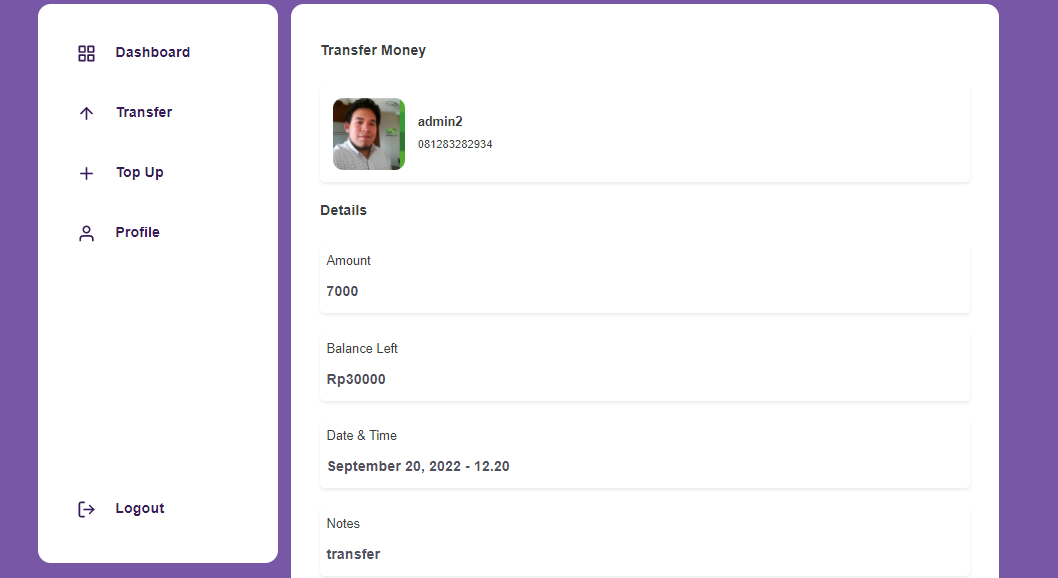 Dashboard
Transfer
Top Up
Profile
Logout
Transfer Money
admin2
081283282934
Details
Amount
7000
Balance Left
Rp30000
Date & Time
September 20, 2022 - 12.20
Notes
transfer